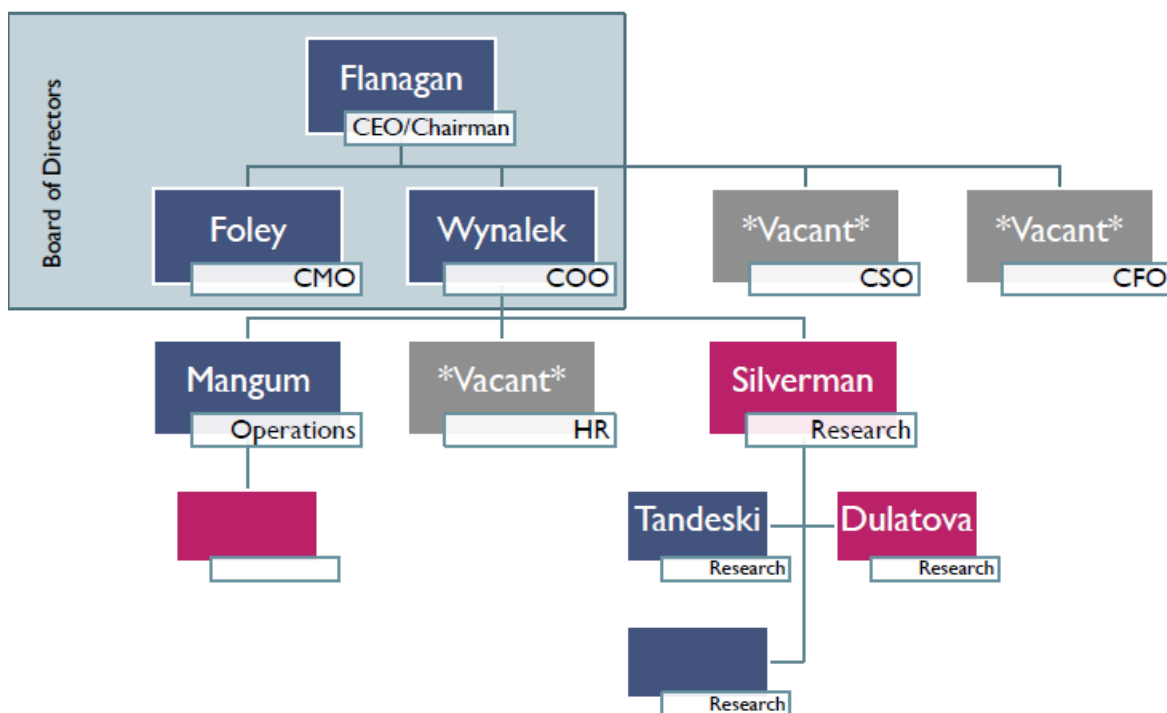 Board of Directors
Flanagan
CEO/Chairman
Foley
CMO
Wynalek
COO
*Vacant*
CSO
*Vacant*
CFO
Mangum
Operations
*Vacant*
HR
Silverman
Research
Tandeski
Research
Dulatova
Research
Research